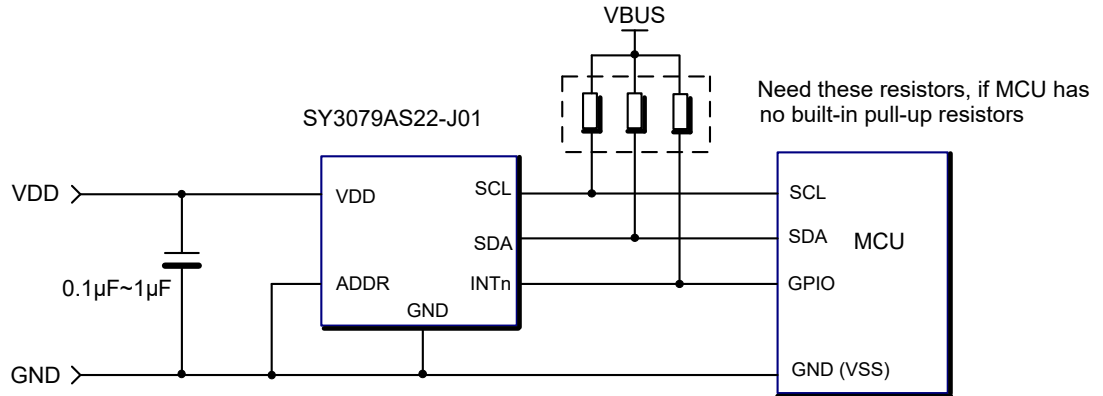 VBUS
Need these resistors, if MCU has
no built-in pull-up resistors
SY3079AS22-J01
VDD
VDD
SCL
SCL
SDA
SDA
MCU
0.1µF~1µF
ADDR
INTn
GPIO
GND
GND
GND (VSS)